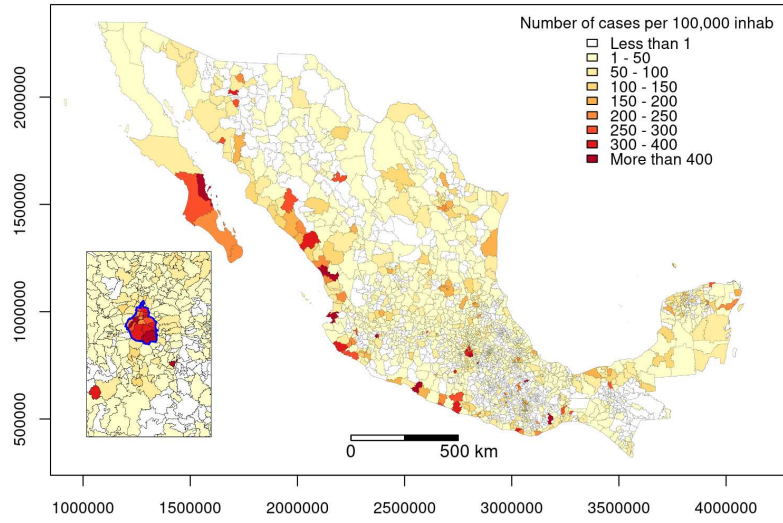 Number of cases per 100,000 inhab
Less than 1
1 - 50
50 - 100
100 - 150
150 - 200
200 - 250
250 - 300
300 - 400
More than 400
2000000
1500000
1000000
500000
0 500 km
1000000 1500000 2000000 2500000 3000000 3500000 4000000